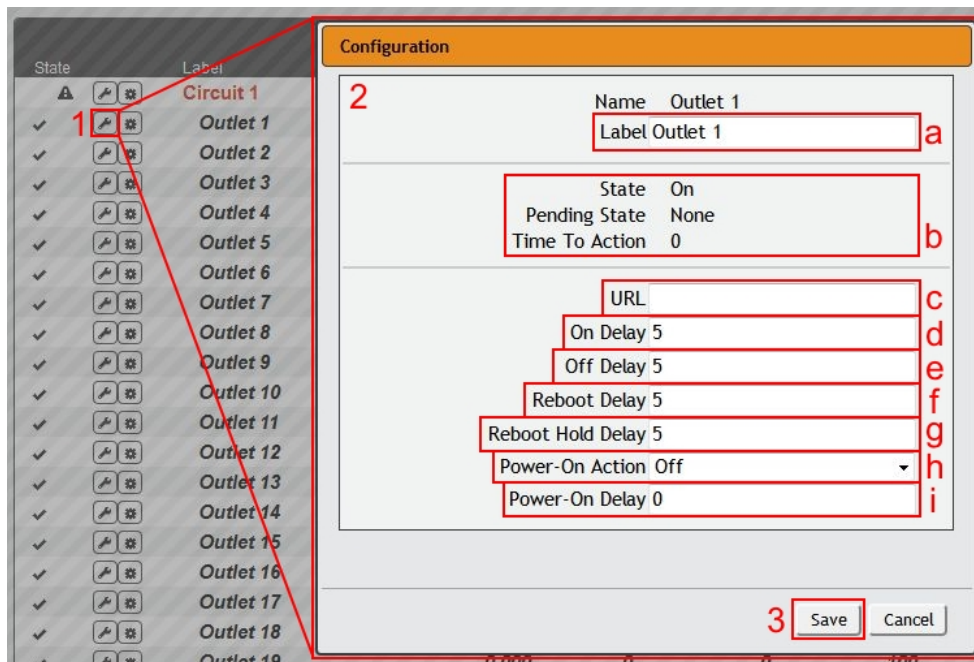 State Label
Circuit 1
1 Outlet 1
Outlet 2
Outlet 3
Outlet 4
Outlet 5
Outlet 6
Outlet 7
Outlet 8
Outlet 9
Outlet 10
Outlet 11
Outlet 12
Outlet 13
Outlet 14
Outlet 15
Outlet 16
Outlet 17
Outlet 18
Outlet 19
Configuration
2
Name Outlet 1
Label Outlet 1 a
State On
Pending State None
Time To Action 0 b
URL c
On Delay 5 d
Off Delay 5 e
Reboot Delay 5 f
Reboot Hold Delay 5 g
Power-On Action Off h
Power-On Delay 0 i
3 Save Cancel